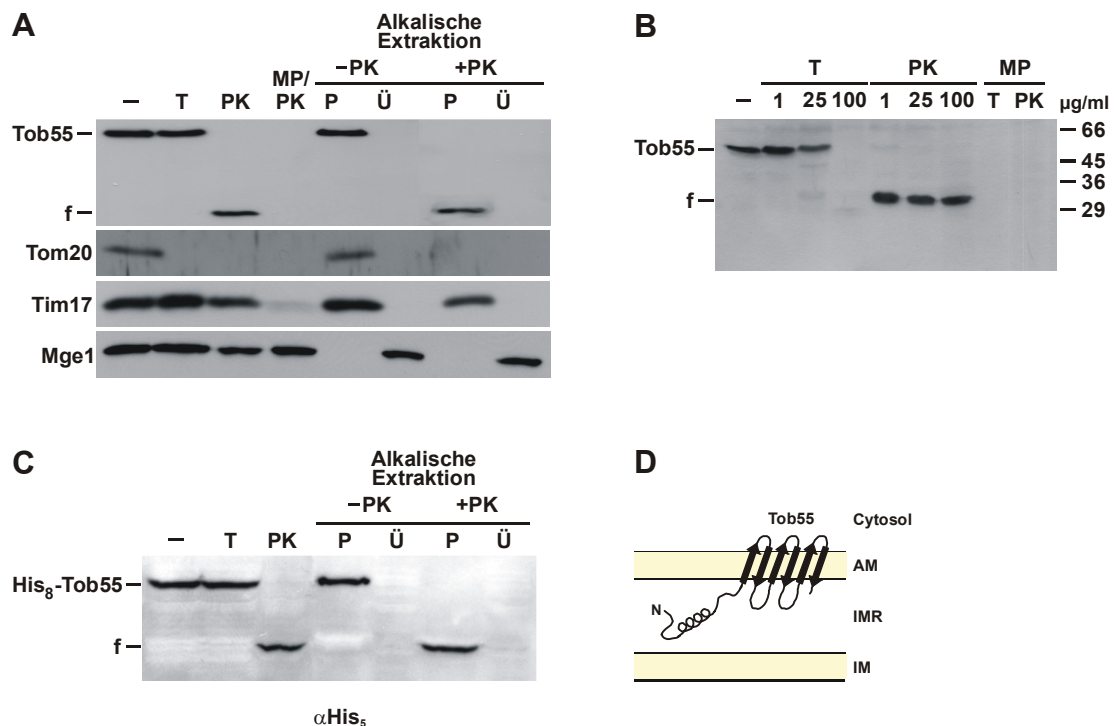 A
Alkalische
Extraktion
–PK +PK
– T PK MP/
PK P Ü P Ü
Tob55
f
Tom20
Tim17
Mge1
B
T PK MP
– 1 25 100 1 25 100 T PK µg/ml
Tob55
f
66
45
36
29
C
Alkalische
Extraktion
–PK +PK
– T PK P Ü P Ü
His8-Tob55
f
αHis5
D
Tob55 Cytosol
AM
N
IMR
IM